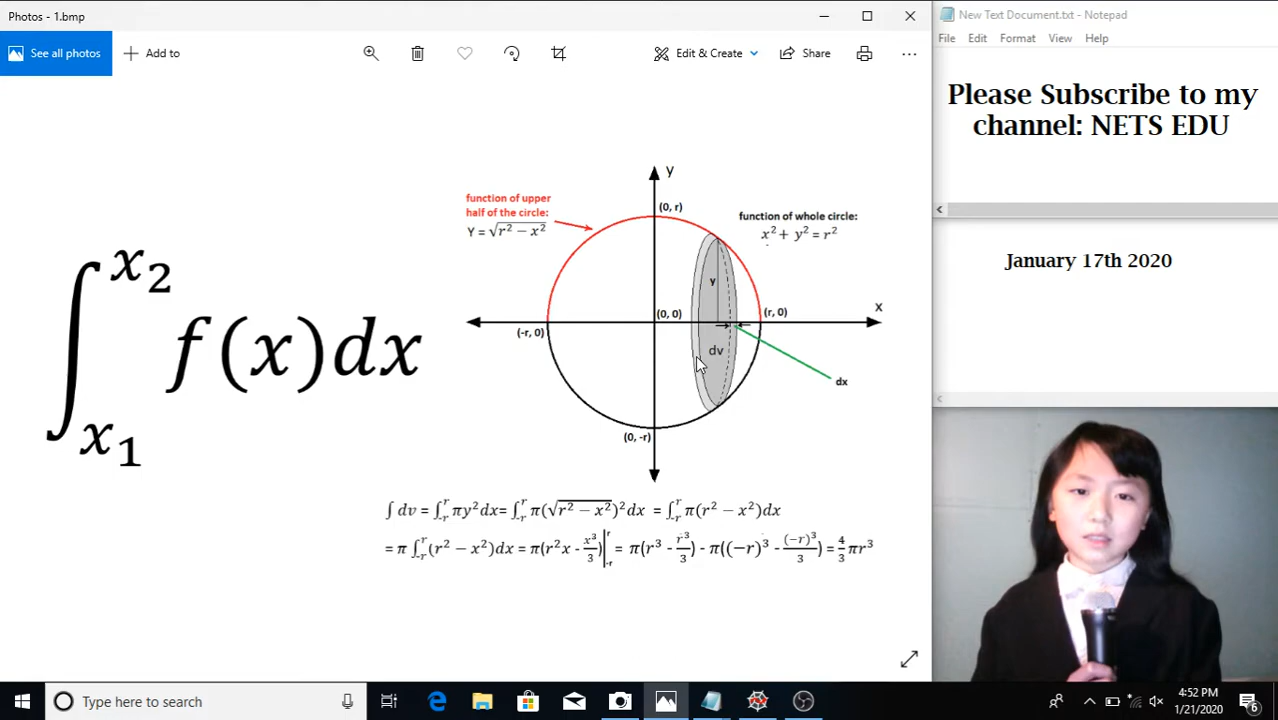 Photos - 1.bmp
See all photos
Add to
Edit & Create
Share
New Text Document.txt - Notepad
File Edit Format View Help
Please Subscribe to my
channel: NETS EDU
January 17th 2020
∫_{x₁}^{x₂} f(x)dx
y
function of upper
half of the circle:
Y = √(r² − x²)
(0, r)
function of whole circle:
x² + y² = r²
y
x
(0, 0)
(r, 0)
(-r, 0)
dv
dx
(0, -r)
∫ dv = ∫_{-r}^{r} πy²dx= ∫_{-r}^{r} π(√(r² − x²))²dx = ∫_{-r}^{r} π(r² − x²)dx
= π ∫_{-r}^{r}(r² − x²)dx = π(r²x - x³/3)|_{-r}^{r} = π(r³ - r³/3) - π((−r)³ - (−r)³/3) = 4/3 πr³
Type here to search
4:52 PM
1/21/2020
6